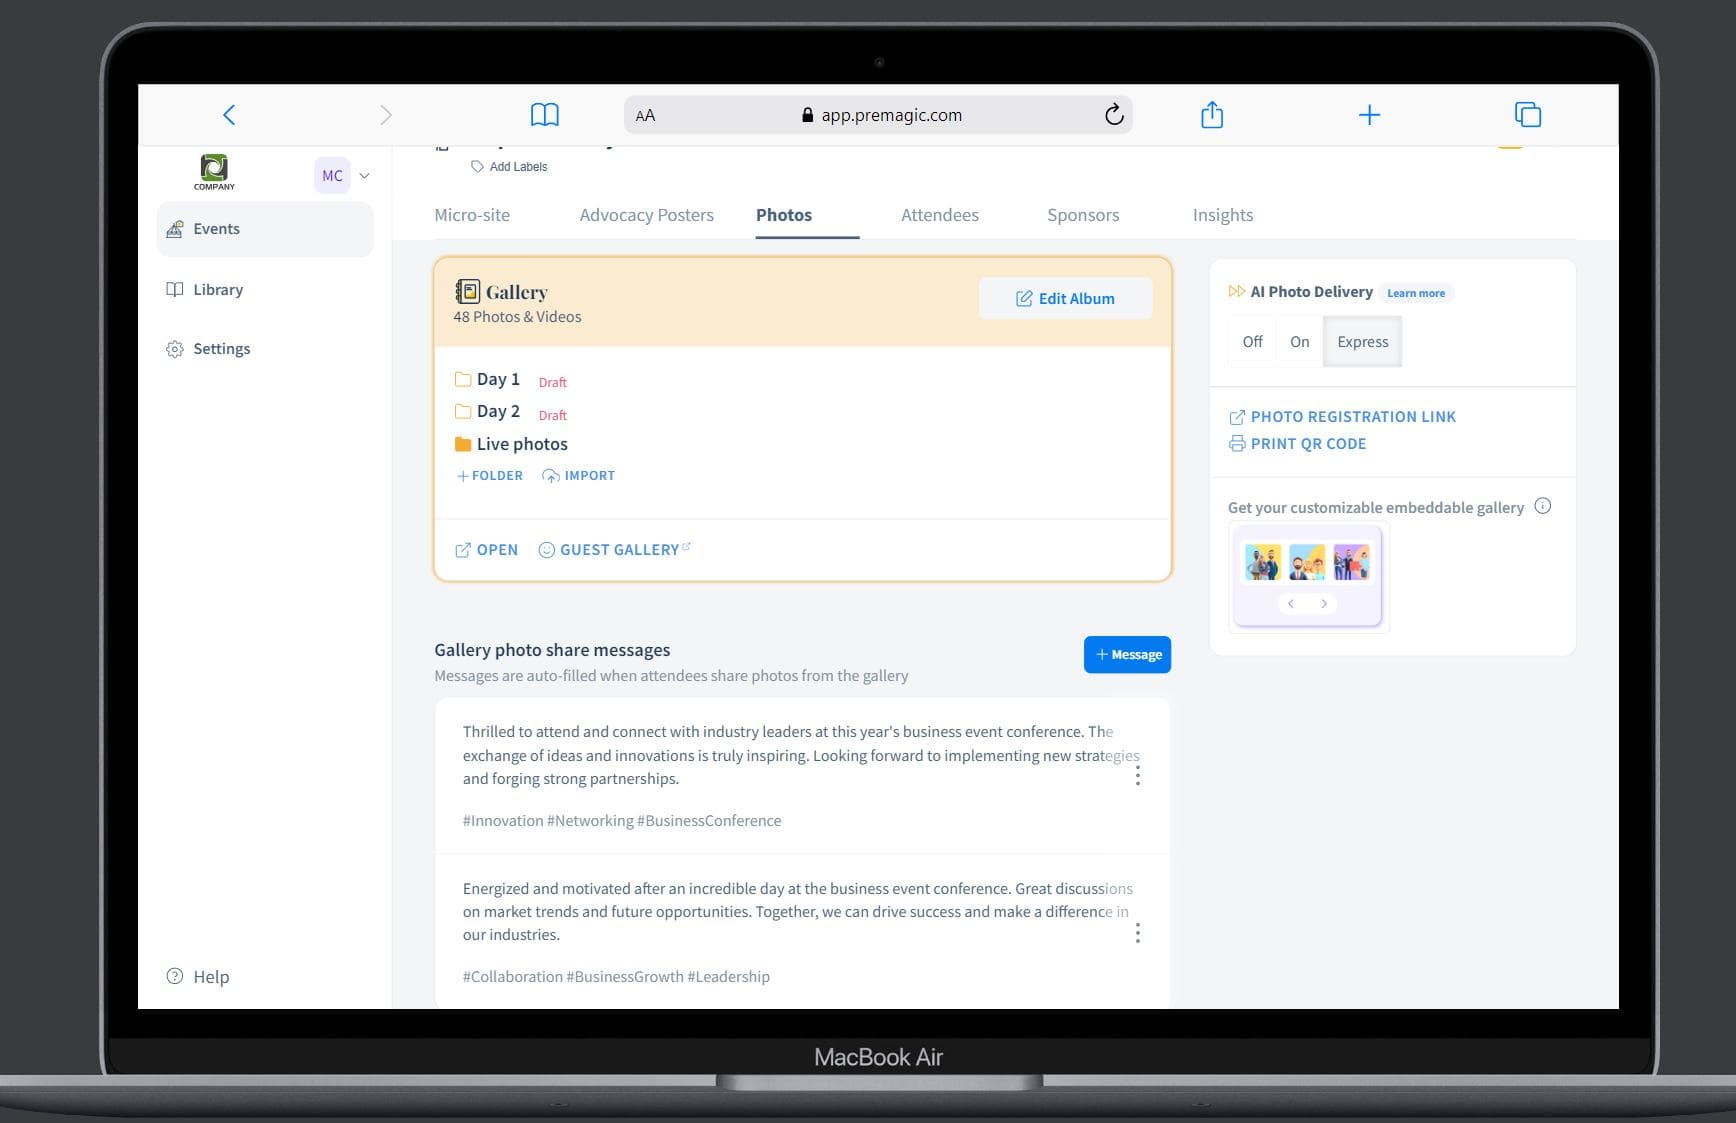 AA
app.premagic.com
COMPANY
MC
Add Labels
Events
Library
Settings
Help
Micro-site
Advocacy Posters
Photos
Attendees
Sponsors
Insights
Gallery
48 Photos & Videos
Edit Album
Day 1 Draft
Day 2 Draft
Live photos
FOLDER
IMPORT
OPEN
GUEST GALLERY
AI Photo Delivery
Learn more
Off
On
Express
PHOTO REGISTRATION LINK
PRINT QR CODE
Get your customizable embeddable gallery
Gallery photo share messages
Messages are auto-filled when attendees share photos from the gallery
+ Message
Thrilled to attend and connect with industry leaders at this year's business event conference. The
exchange of ideas and innovations is truly inspiring. Looking forward to implementing new strategies
and forging strong partnerships.
#Innovation #Networking #BusinessConference
Energized and motivated after an incredible day at the business event conference. Great discussions
on market trends and future opportunities. Together, we can drive success and make a difference in
our industries.
#Collaboration #BusinessGrowth #Leadership
MacBook Air